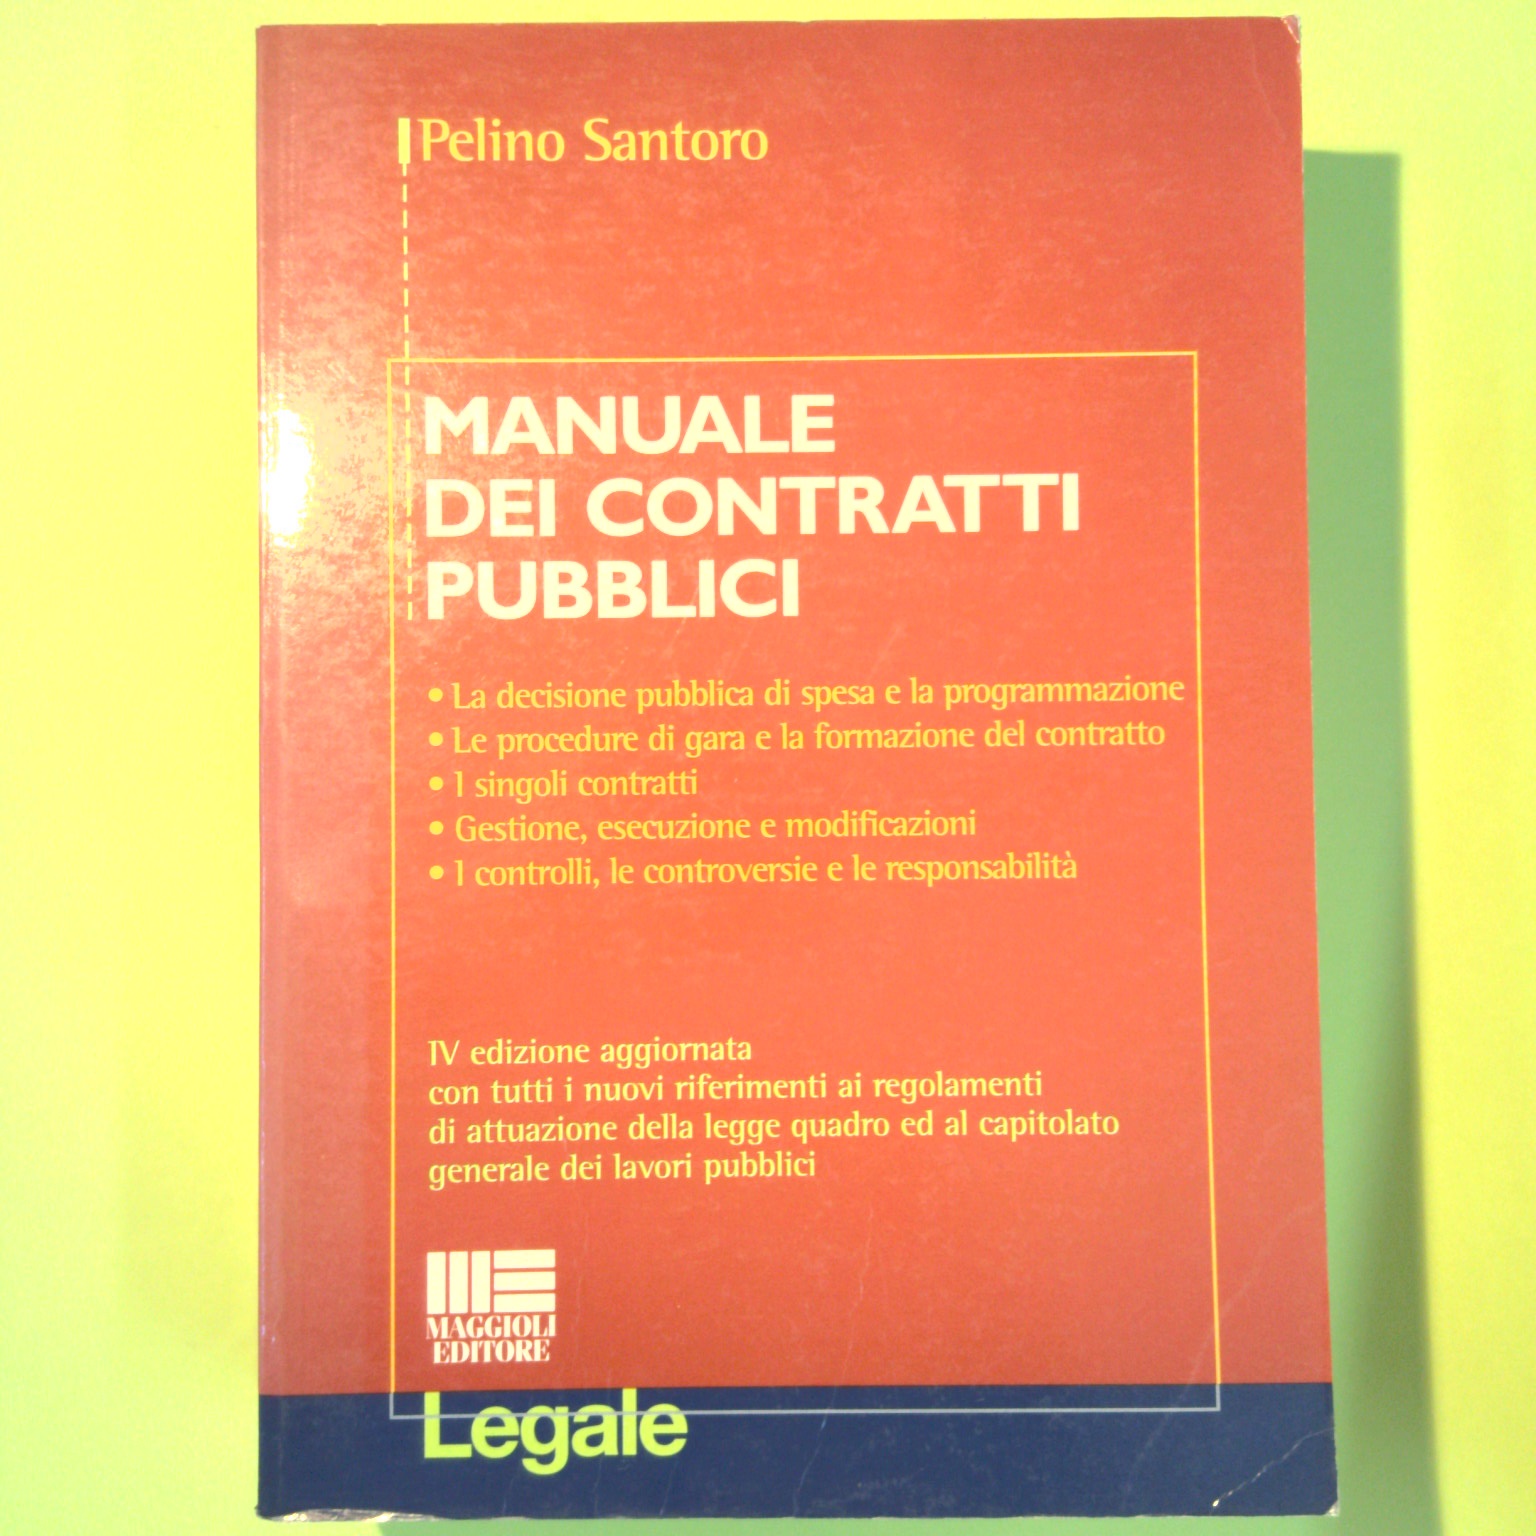 Pelino Santoro
MANUALE
DEI CONTRATTI
PUBBLICI
• La decisione pubblica di spesa e la programmazione
• Le procedure di gara e la formazione del contratto
• I singoli contratti
• Gestione, esecuzione e modificazioni
• I controlli, le controversie e le responsabilità
IV edizione aggiornata
con tutti i nuovi riferimenti ai regolamenti
di attuazione della legge quadro ed al capitolato
generale dei lavori pubblici
MAGGIOLI
EDITORE
Legale